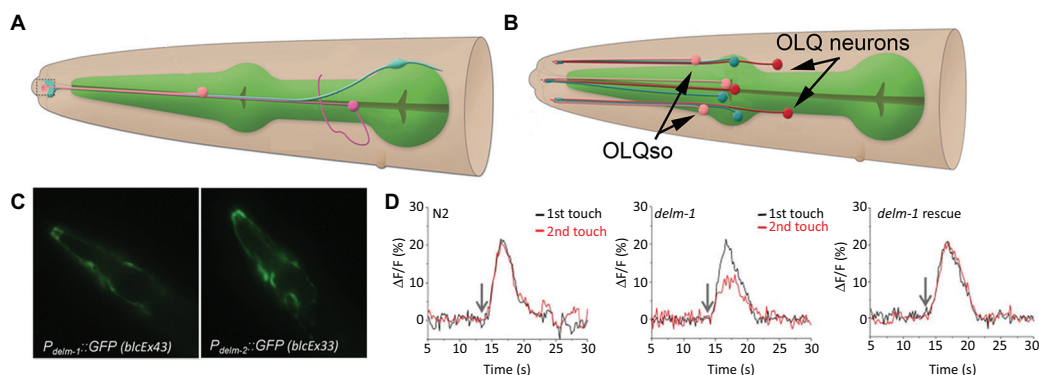 A
B
OLQ neurons
OLQso
C
P_delm-1::GFP (blcEx43)
P_delm-2::GFP (blcEx33)
D
N2
1st touch
2nd touch
ΔF/F (%)
30
20
10
0
5 10 15 20 25 30
Time (s)
delm-1
1st touch
2nd touch
ΔF/F (%)
30
20
10
0
5 10 15 20 25 30
Time (s)
delm-1 rescue
ΔF/F (%)
30
20
10
0
5 10 15 20 25 30
Time (s)